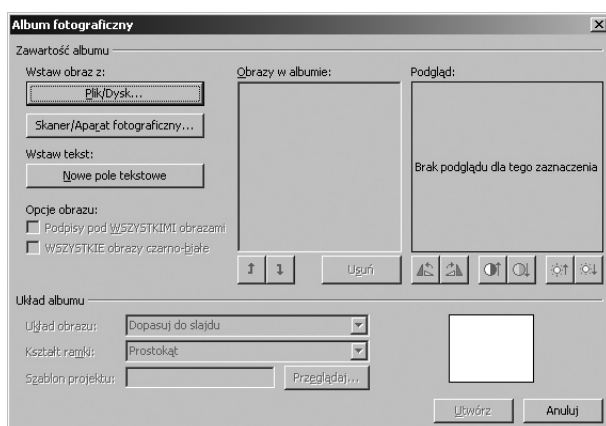 Album fotograficzny
Zawartość albumu
Wstaw obraz z:
Plik/Dysk...
Skaner/Aparat fotograficzny...
Wstaw tekst:
Nowe pole tekstowe
Opcje obrazu:
Podpisy pod WSZYSTKIMI obrazami
WSZYSTKIE obrazy czarno-białe
Obrazy w albumie:
Usuń
Podgląd:
Brak podglądu dla tego zaznaczenia
Układ albumu
Układ obrazu: Dopasuj do slajdu
Kształt ramki: Prostokąt
Szablon projektu: Przeglądaj...
Utwórz Anuluj